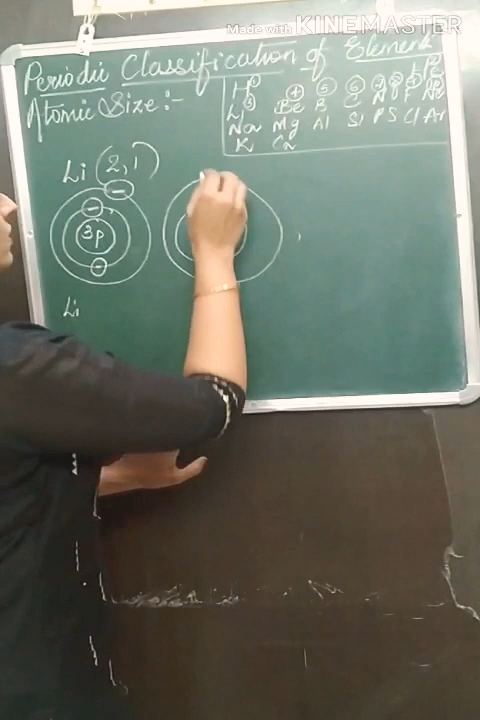 Made with KINEMASTER
Periodic Classification of Element
Atomic Size:-
H He
Li Be B C N F Ne
Na Mg Al Si P S Cl Ar
K Ca
Li (2,1)
3p
Li